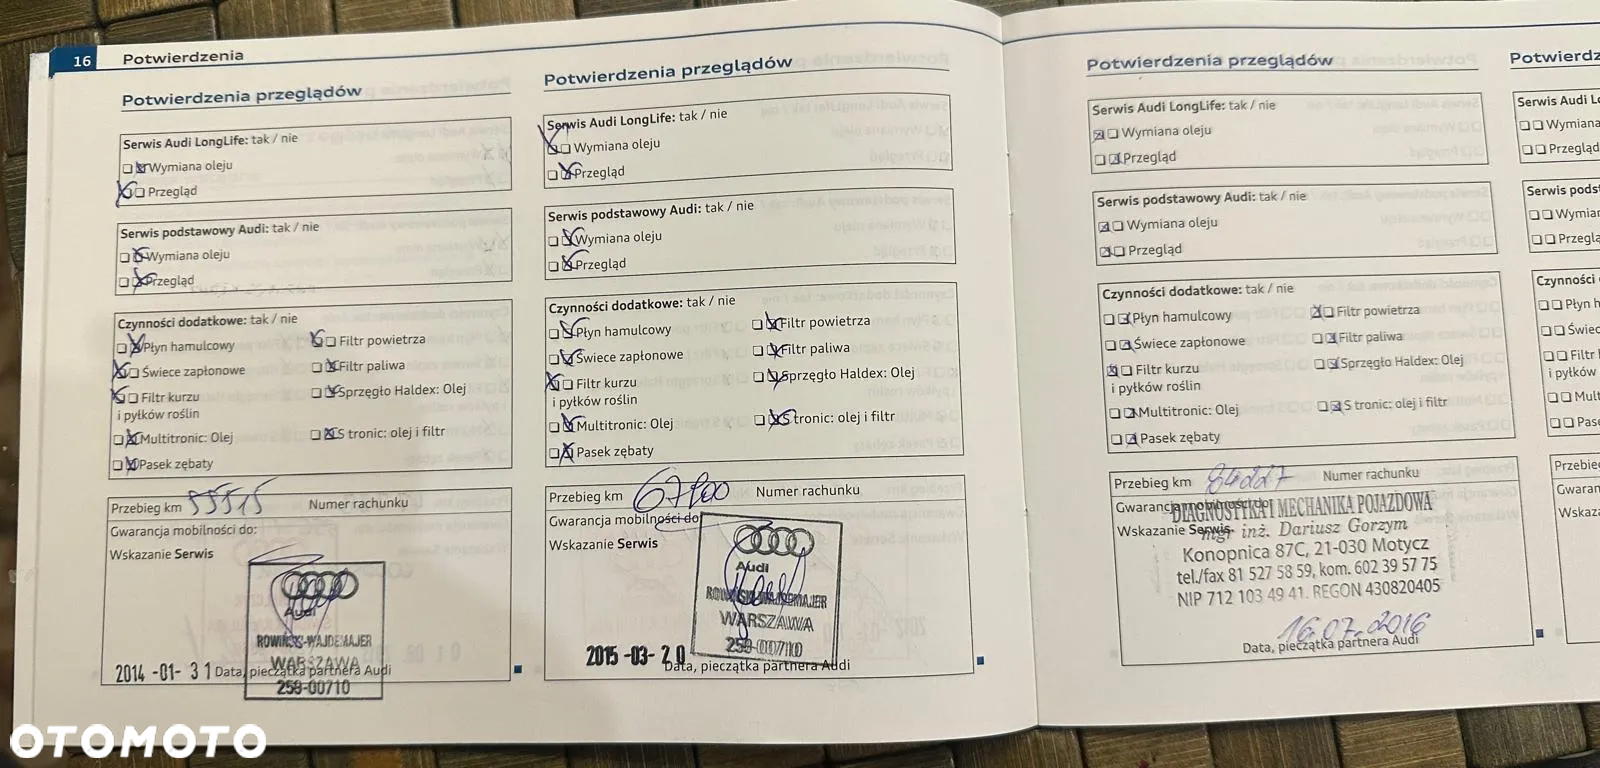 16 Potwierdzenia
Potwierdzenia przeglądów
Serwis Audi LongLife: tak / nie
Wymiana oleju
Przegląd
Serwis podstawowy Audi: tak / nie
Wymiana oleju
Przegląd
Czynności dodatkowe: tak / nie
Płyn hamulcowy
Filtr powietrza
Świece zapłonowe
Filtr paliwa
Filtr kurzu
i pyłków roślin
Sprzęgło Haldex: Olej
Multitronic: Olej
S tronic: olej i filtr
Pasek zębaty
Przebieg km 55515 Numer rachunku
Gwarancja mobilności do:
Wskazanie Serwis
Audi
ROWIŃSKI-WAJDEMAJER
WARSZAWA
259-00710
2014-01-31 Data, pieczątka partnera Audi
Potwierdzenia przeglądów
Serwis Audi LongLife: tak / nie
Wymiana oleju
Przegląd
Serwis podstawowy Audi: tak / nie
Wymiana oleju
Przegląd
Czynności dodatkowe: tak / nie
Płyn hamulcowy
Filtr powietrza
Świece zapłonowe
Filtr paliwa
Filtr kurzu
i pyłków roślin
Sprzęgło Haldex: Olej
Multitronic: Olej
S tronic: olej i filtr
Pasek zębaty
Przebieg km Numer rachunku
Gwarancja mobilności do
Wskazanie Serwis
Audi
ROWIŃSKI-WAJDEMAJER
WARSZAWA
259-00710
2015-03-20
Data, pieczątka partnera Audi
Potwierdzenia przeglądów
Serwis Audi LongLife: tak / nie
Wymiana oleju
Przegląd
Serwis podstawowy Audi: tak / nie
Wymiana oleju
Przegląd
Czynności dodatkowe: tak / nie
Płyn hamulcowy
Filtr powietrza
Świece zapłonowe
Filtr paliwa
Filtr kurzu
i pyłków roślin
Sprzęgło Haldex: Olej
Multitronic: Olej
S tronic: olej i filtr
Pasek zębaty
Przebieg km 84227 Numer rachunku
Gwarancja mobilności do
Wskazanie Serwis
DIAGNOSTYKA I MECHANIKA POJAZDOWA
mgr inż. Dariusz Gorzym
Konopnica 87C, 21-030 Motycz
tel./fax 81 527 58 59, kom. 602 39 57 75
NIP 712 103 49 41. REGON 430820405
16.07.2016
Data, pieczątka partnera Audi
Potwierdz
Serwis Audi Lo
Wymiana
Przegląd
Serwis pods
Wymian
Przeglą
Czynności
Płyn h
Świec
Filtr
i pyłków
Mult
Pase
Przebie
Gwaran
Wskaza
OTOMOTO